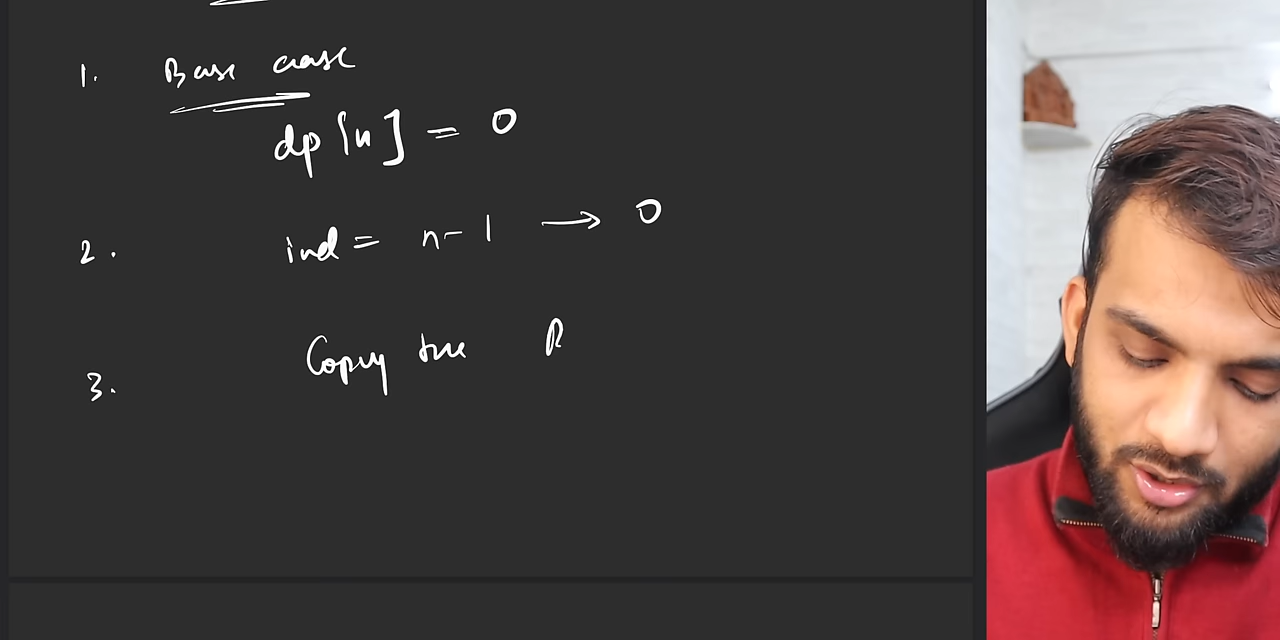 1. Base case
dp[n] = 0
2. ind = n-1 → 0
3. Copy the R